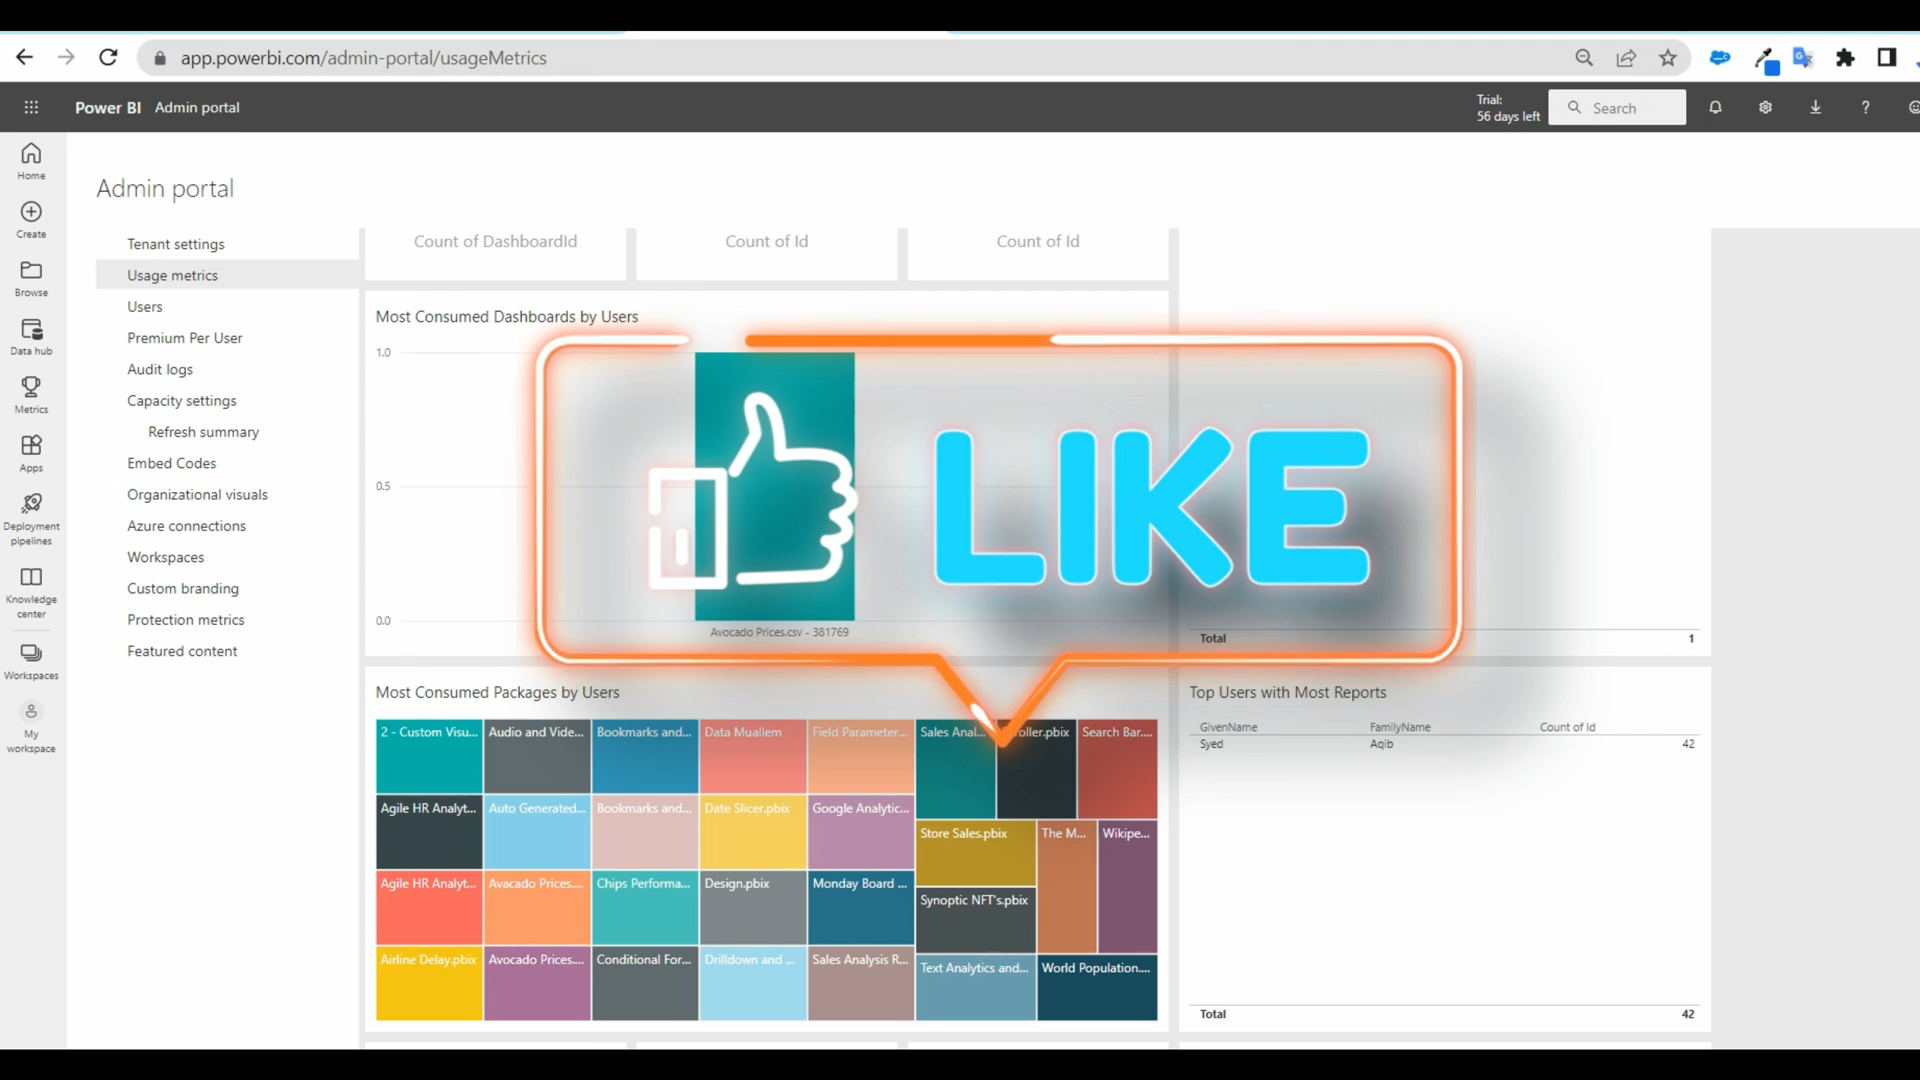 app.powerbi.com/admin-portal/usageMetrics
Power BI Admin portal
Trial:
56 days left
Search
Home
Create
Browse
Data hub
Metrics
Apps
Deployment
pipelines
Knowledge
center
Workspaces
My
workspace
Admin portal
Tenant settings
Usage metrics
Users
Premium Per User
Audit logs
Capacity settings
Refresh summary
Embed Codes
Organizational visuals
Azure connections
Workspaces
Custom branding
Protection metrics
Featured content
Count of DashboardId
Count of Id
Count of Id
Most Consumed Dashboards by Users
1.0
0.5
0.0
Avocado Prices.csv - 381769
LIKE
Total 1
Most Consumed Packages by Users
2 - Custom Visu... Audio and Vide... Bookmarks and... Data Muallem Field Parameter... Sales Anal... oller.pbix Search Bar....
Agile HR Analyt... Auto Generated... Bookmarks and... Date Slicer.pbix Google Analytic...
Store Sales.pbix The M... Wikipe...
Agile HR Analyt... Avacado Prices.... Chips Performa... Design.pbix Monday Board ...
Synoptic NFT's.pbix
Airline Delay.pbix Avocado Prices.... Conditional For... Drilldown and ... Sales Analysis R...
Text Analytics and... World Population....
Top Users with Most Reports
GivenName FamilyName Count of Id
Syed Aqib 42
Total 42